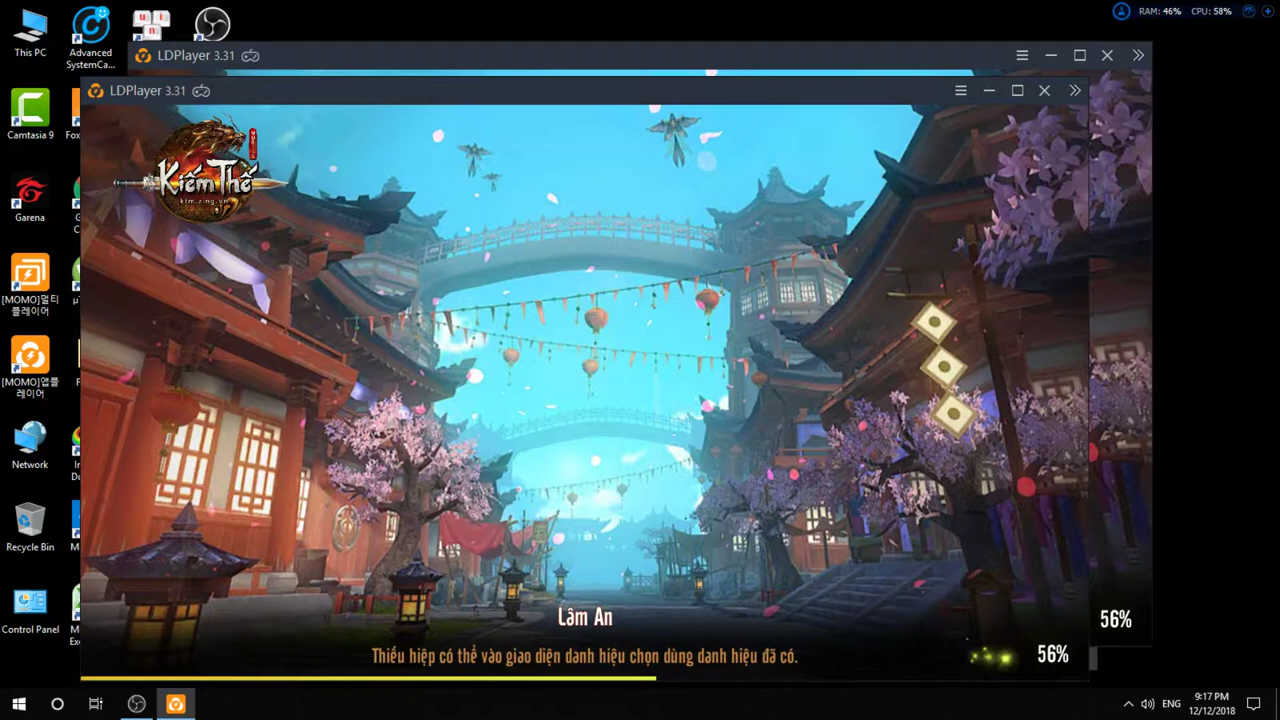 RAM: 46%
CPU: 58%
This PC
Advanced
SystemCa...
LDPlayer 3.31
LDPlayer 3.31
Kiếm Thế
ktm.zing.vn
Camtasia 9
Garena
[MOMO]멀티
플레이어
[MOMO]앱플
레이어
Network
Recycle Bin
Control Panel
Lâm An
56%
Thiếu hiệp có thể vào giao diện danh hiệu chọn dùng danh hiệu đã có.
56%
ENG
9:17 PM
12/12/2018